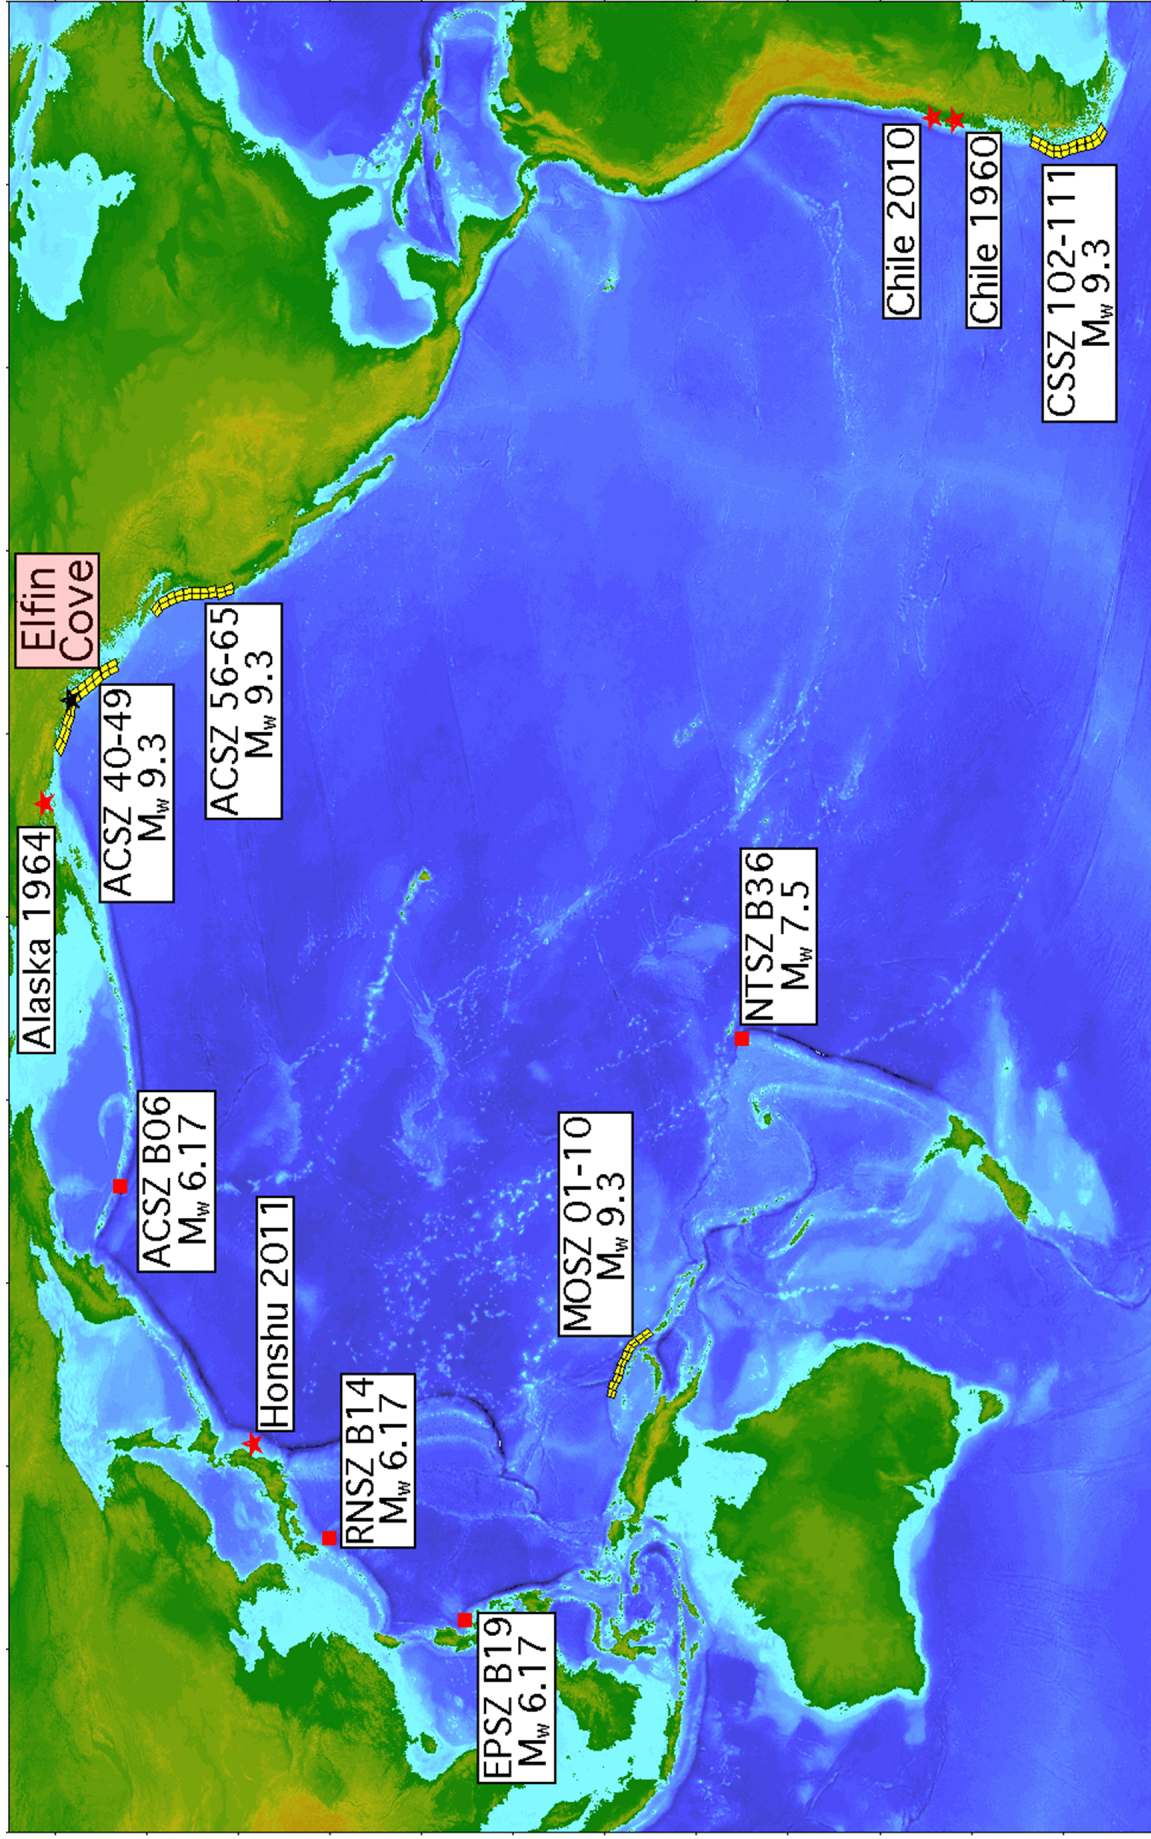 Elfin
Cove
Alaska 1964
ACSZ 40-49
Mw 9.3
ACSZ 56-65
Mw 9.3
ACSZ B06
Mw 6.17
Honshu 2011
RNSZ B14
Mw 6.17
EPSZ B19
Mw 6.17
MOSZ 01-10
Mw 9.3
NTSZ B36
Mw 7.5
Chile 2010
Chile 1960
CSSZ 102-111
Mw 9.3